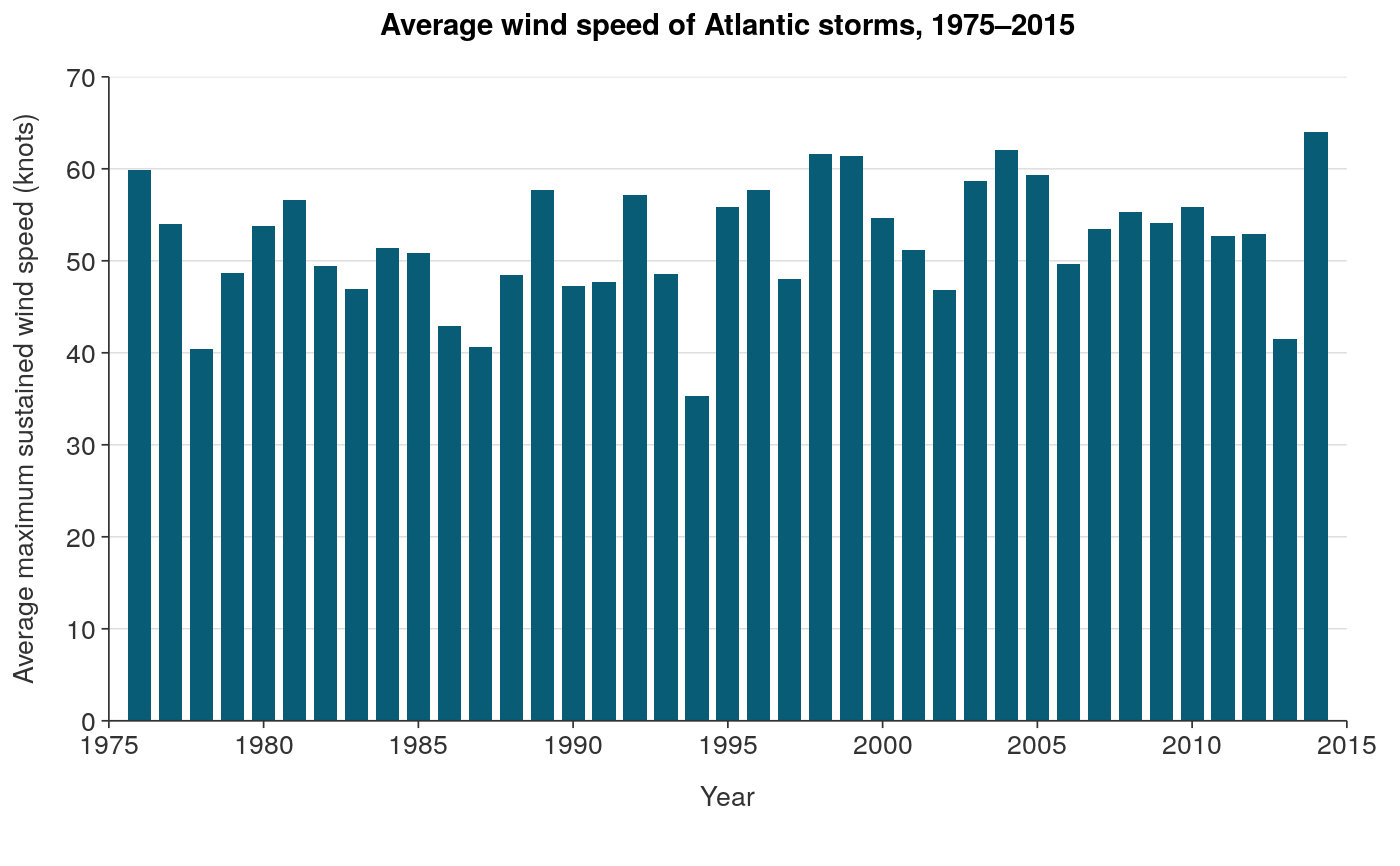 Average wind speed of Atlantic storms, 1975–2015
Average maximum sustained wind speed (knots)
70
60
50
40
30
20
10
0
1975 1980 1985 1990 1995 2000 2005 2010 2015
Year